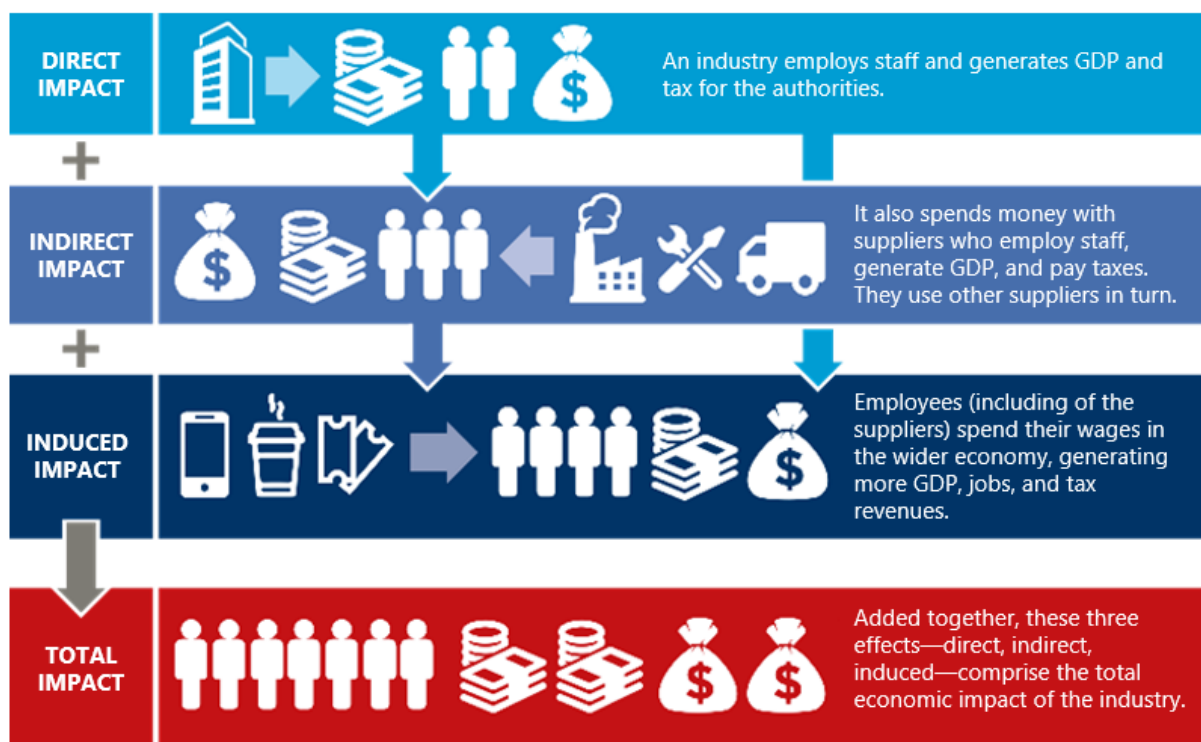 DIRECT
IMPACT
$
An industry employs staff and generates GDP and
tax for the authorities.
+
INDIRECT
IMPACT
$
It also spends money with
suppliers who employ staff,
generate GDP, and pay taxes.
They use other suppliers in turn.
+
INDUCED
IMPACT
$
Employees (including of the
suppliers) spend their wages in
the wider economy, generating
more GDP, jobs, and tax
revenues.
TOTAL
IMPACT
$ $
Added together, these three
effects—direct, indirect,
induced—comprise the total
economic impact of the industry.